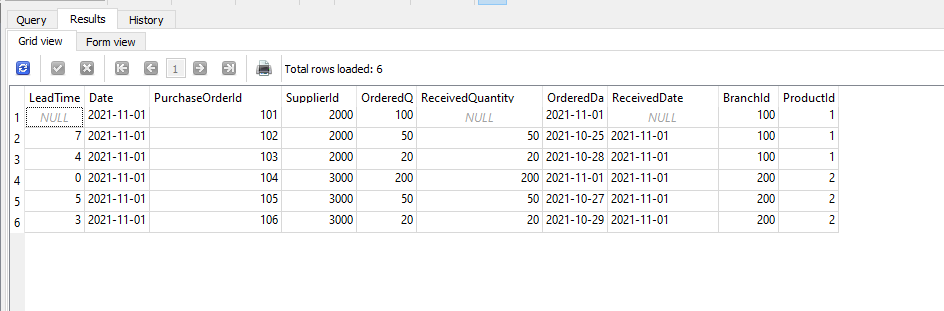 Query Results History
Grid view Form view
1 Total rows loaded: 6
LeadTime Date PurchaseOrderId SupplierId OrderedQ ReceivedQuantity OrderedDa ReceivedDate BranchId ProductId
1 NULL 2021-11-01 101 2000 100 NULL 2021-11-01 NULL 100 1
2 7 2021-11-01 102 2000 50 50 2021-10-25 2021-11-01 100 1
3 4 2021-11-01 103 2000 20 20 2021-10-28 2021-11-01 100 1
4 0 2021-11-01 104 3000 200 200 2021-11-01 2021-11-01 200 2
5 5 2021-11-01 105 3000 50 50 2021-10-27 2021-11-01 200 2
6 3 2021-11-01 106 3000 20 20 2021-10-29 2021-11-01 200 2